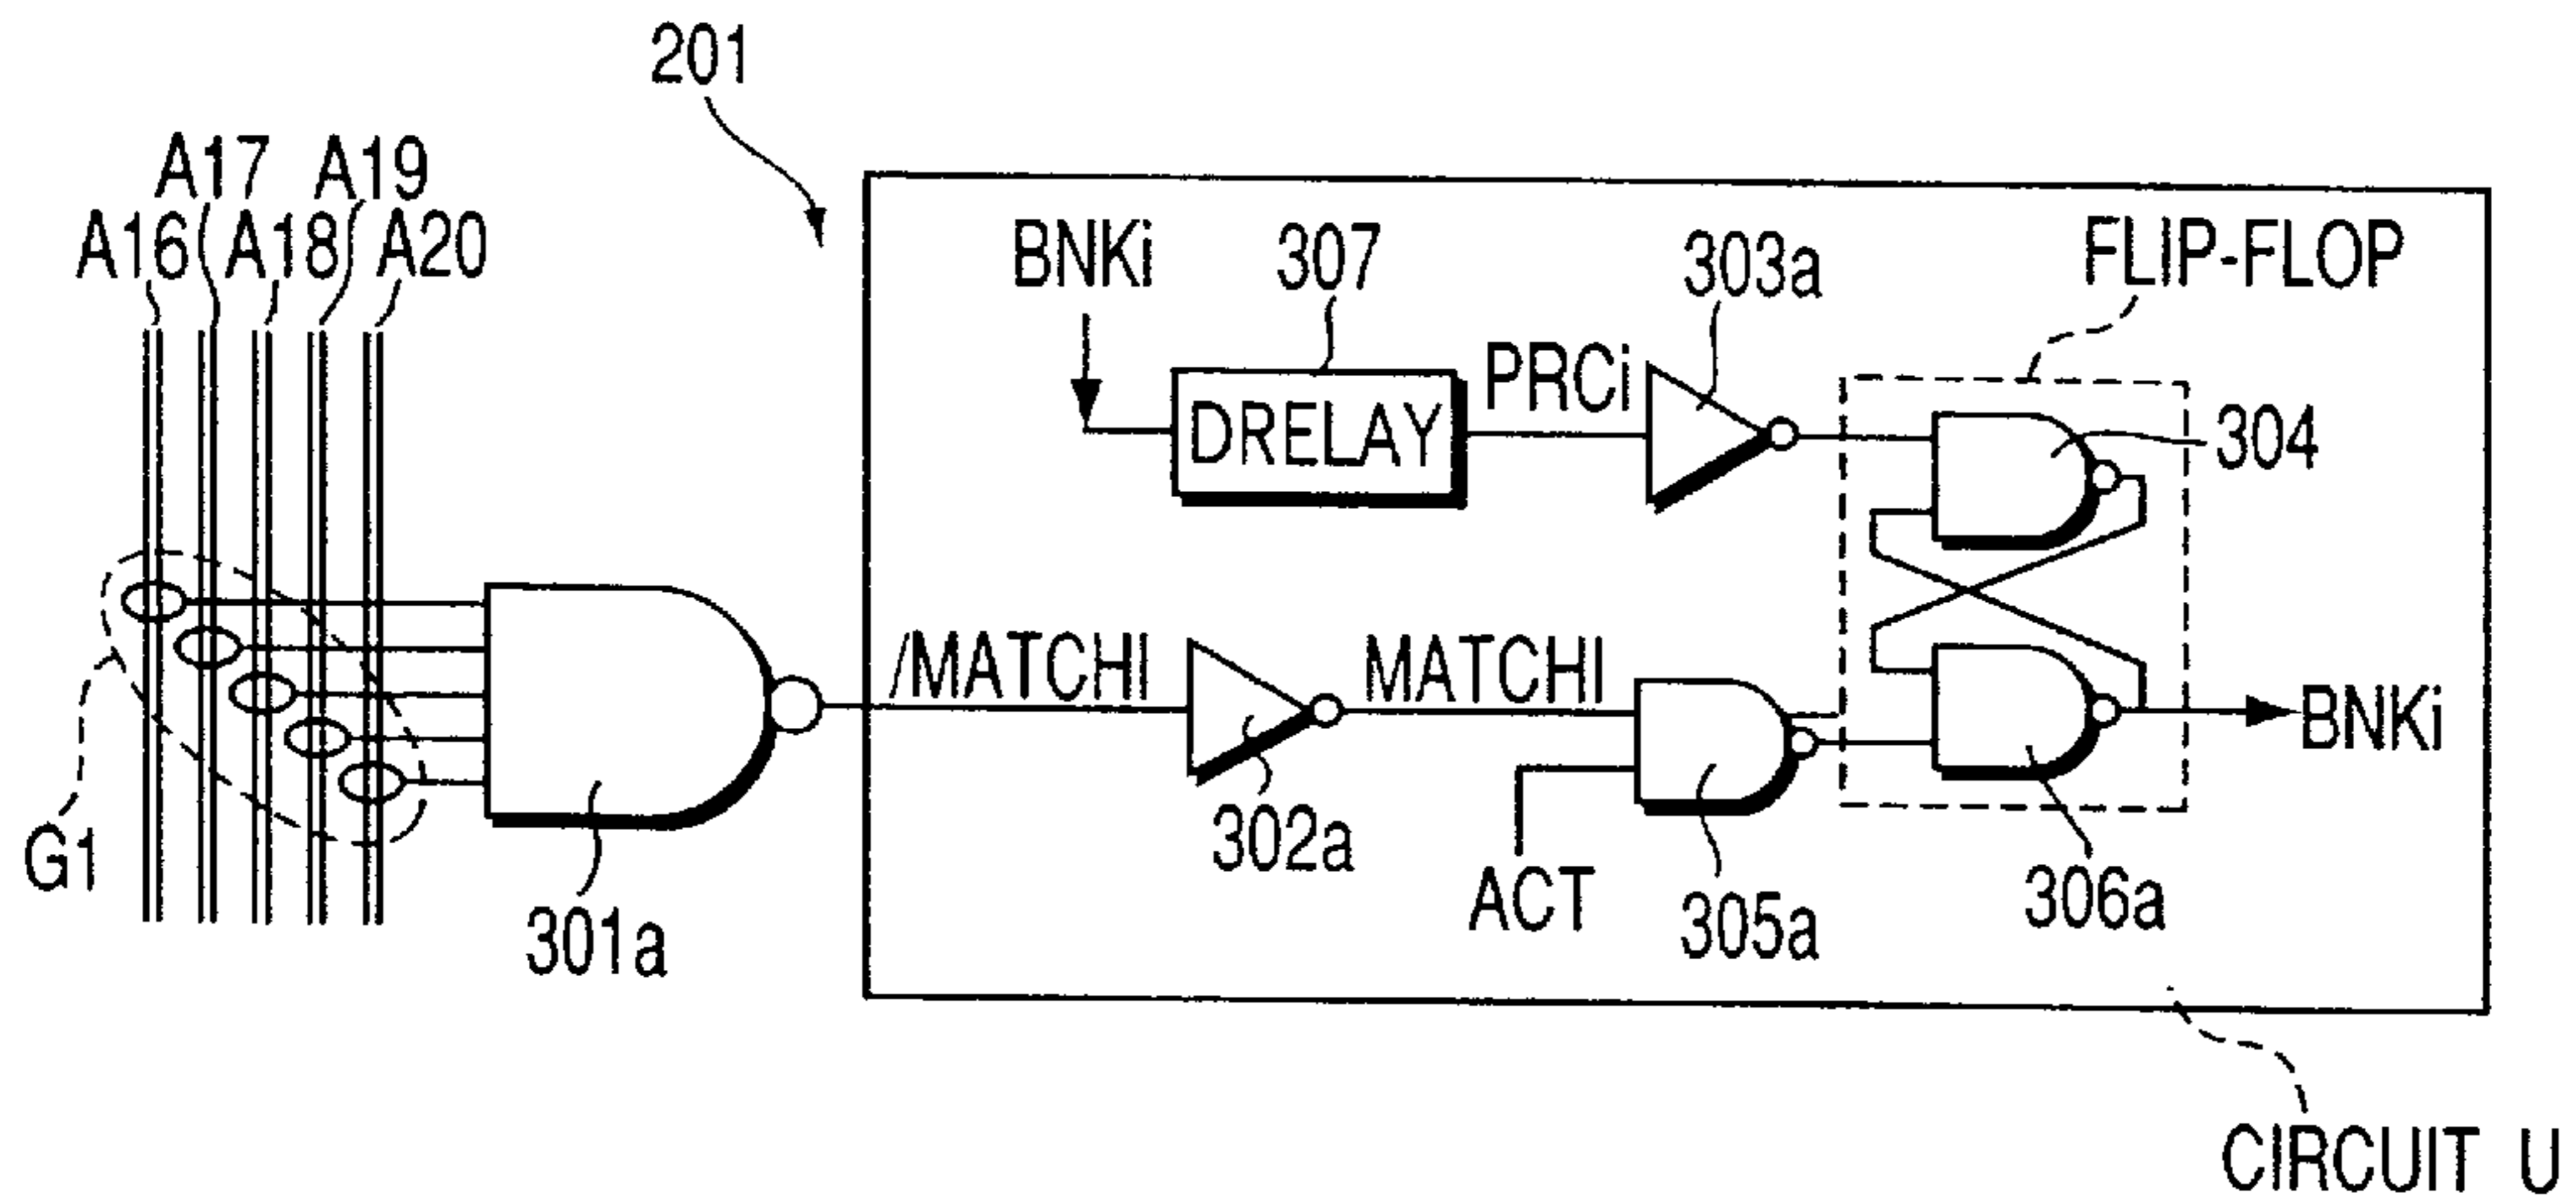 201
A17 A19
A16 A18 A20
BNKi
307
303a
FLIP-FLOP
DRELAY
PRCi
304
/MATCHI
MATCHI
BNKi
G1
301a
302a
ACT
305a
306a
CIRCUIT U